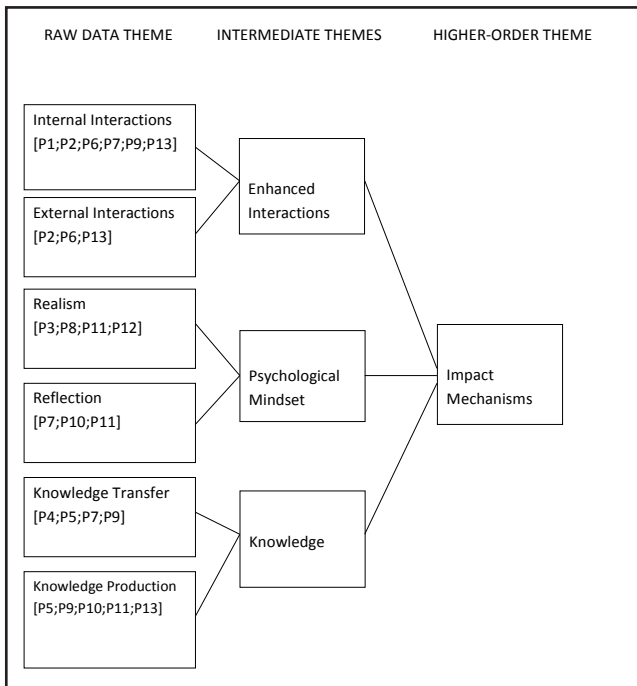 RAW DATA THEME
INTERMEDIATE THEMES
HIGHER-ORDER THEME
Internal Interactions
[P1;P2;P6;P7;P9;P13]
External Interactions
[P2;P6;P13]
Enhanced
Interactions
Realism
[P3;P8;P11;P12]
Reflection
[P7;P10;P11]
Psychological
Mindset
Knowledge Transfer
[P4;P5;P7;P9]
Knowledge Production
[P5;P9;P10;P11;P13]
Knowledge
Impact
Mechanisms